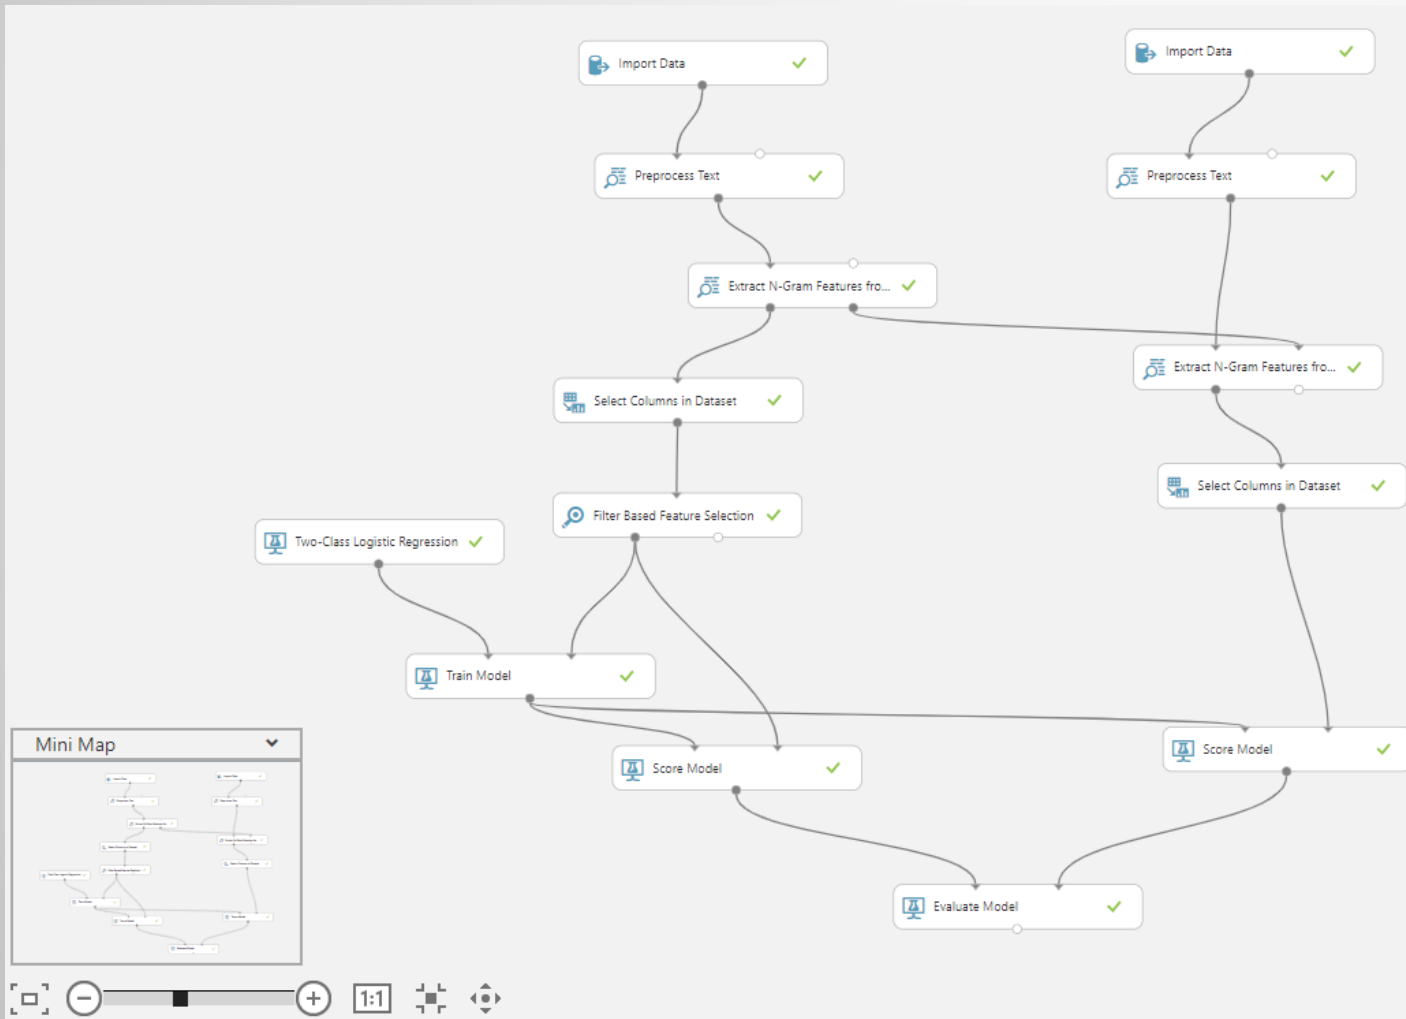 Import Data
Import Data
Preprocess Text
Preprocess Text
Extract N-Gram Features fro...
Extract N-Gram Features fro...
Select Columns in Dataset
Select Columns in Dataset
Filter Based Feature Selection
Two-Class Logistic Regression
Train Model
Score Model
Score Model
Evaluate Model
Mini Map
1:1